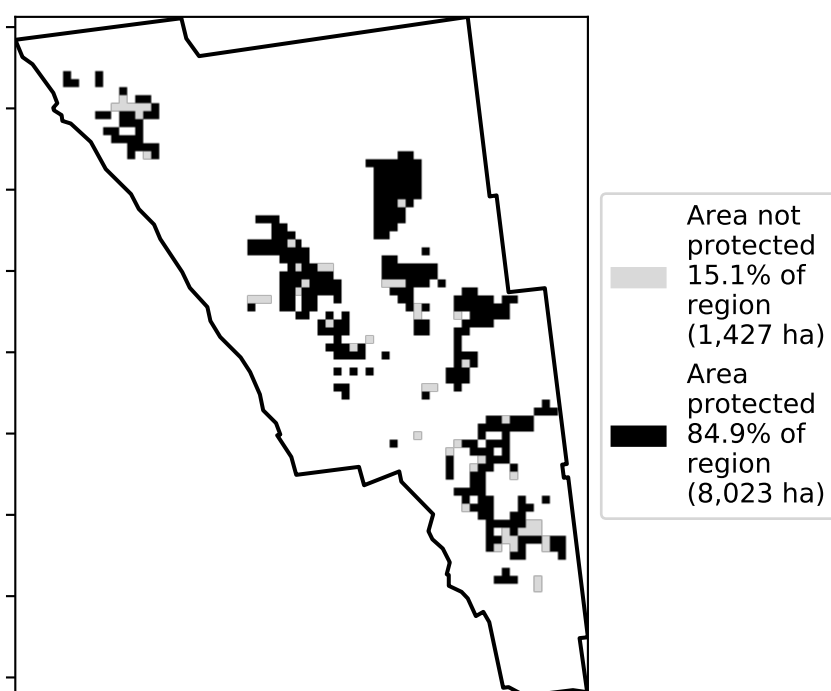 Area not
protected
15.1% of
region
(1,427 ha)
Area
protected
84.9% of
region
(8,023 ha)